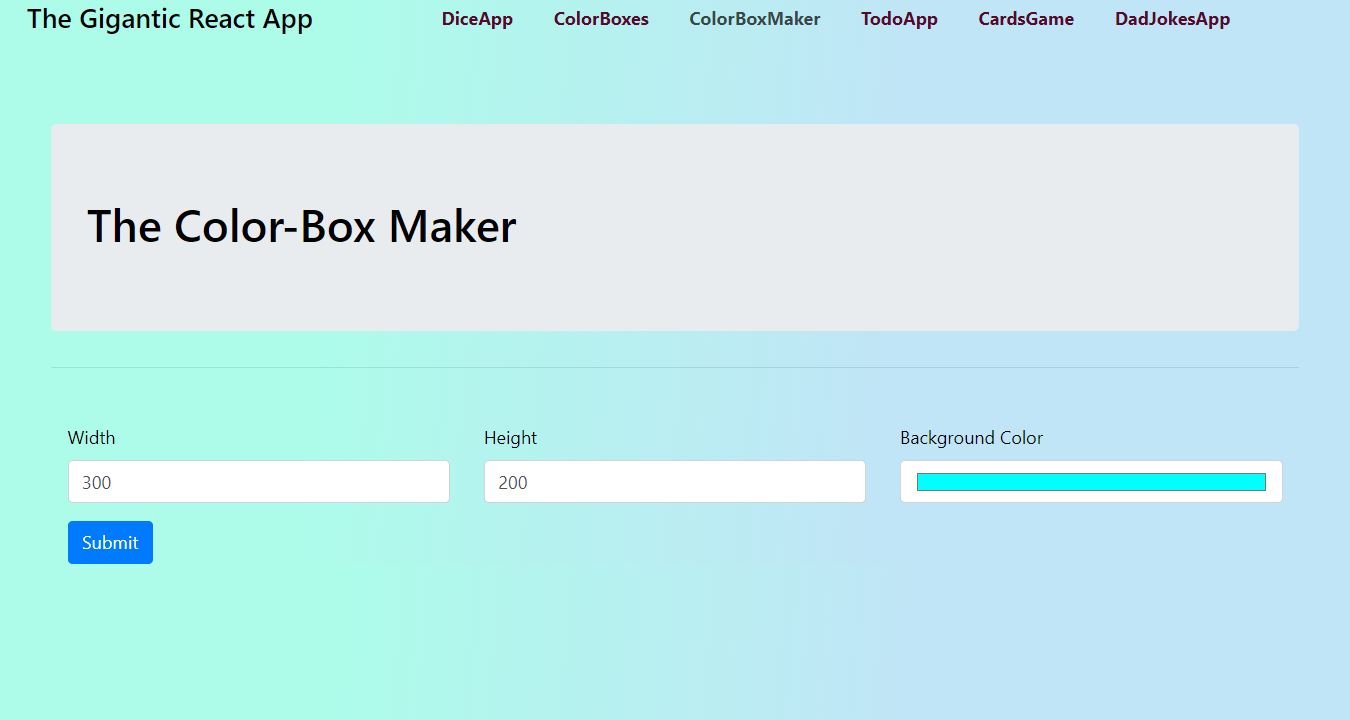 The Gigantic React App DiceApp ColorBoxes ColorBoxMaker TodoApp CardsGame DadJokesApp
The Color-Box Maker
Width Height Background Color
300 200
Submit